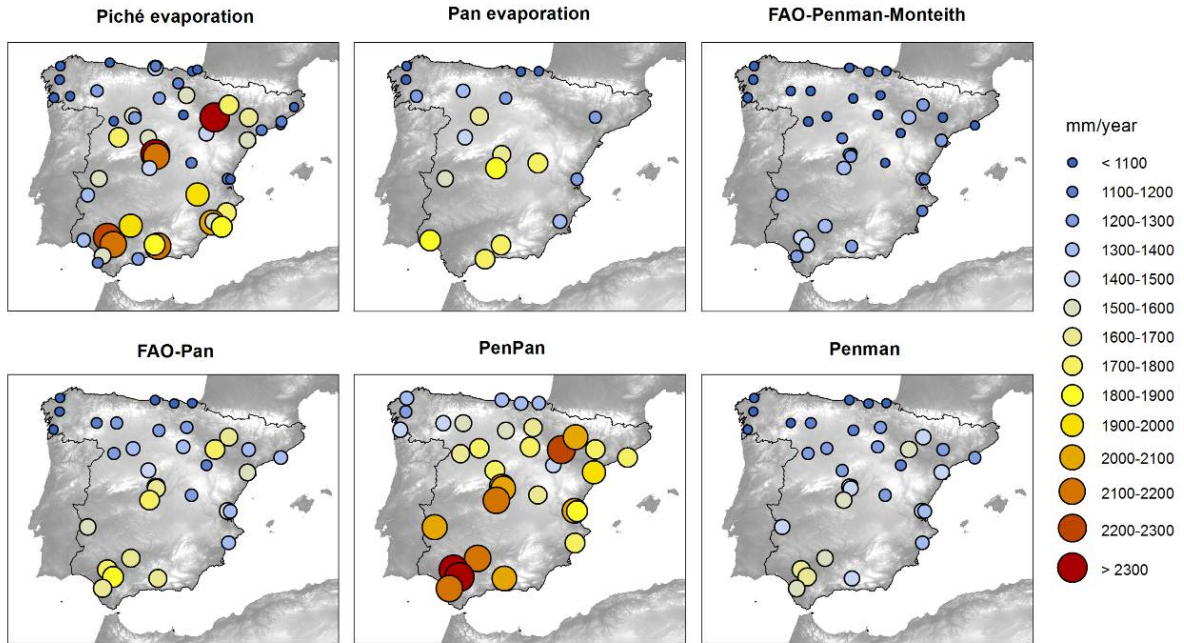 Piché evaporation
Pan evaporation
FAO-Penman-Monteith
mm/year
< 1100
1100-1200
1200-1300
1300-1400
1400-1500
1500-1600
1600-1700
1700-1800
1800-1900
1900-2000
2000-2100
2100-2200
2200-2300
> 2300
FAO-Pan
PenPan
Penman